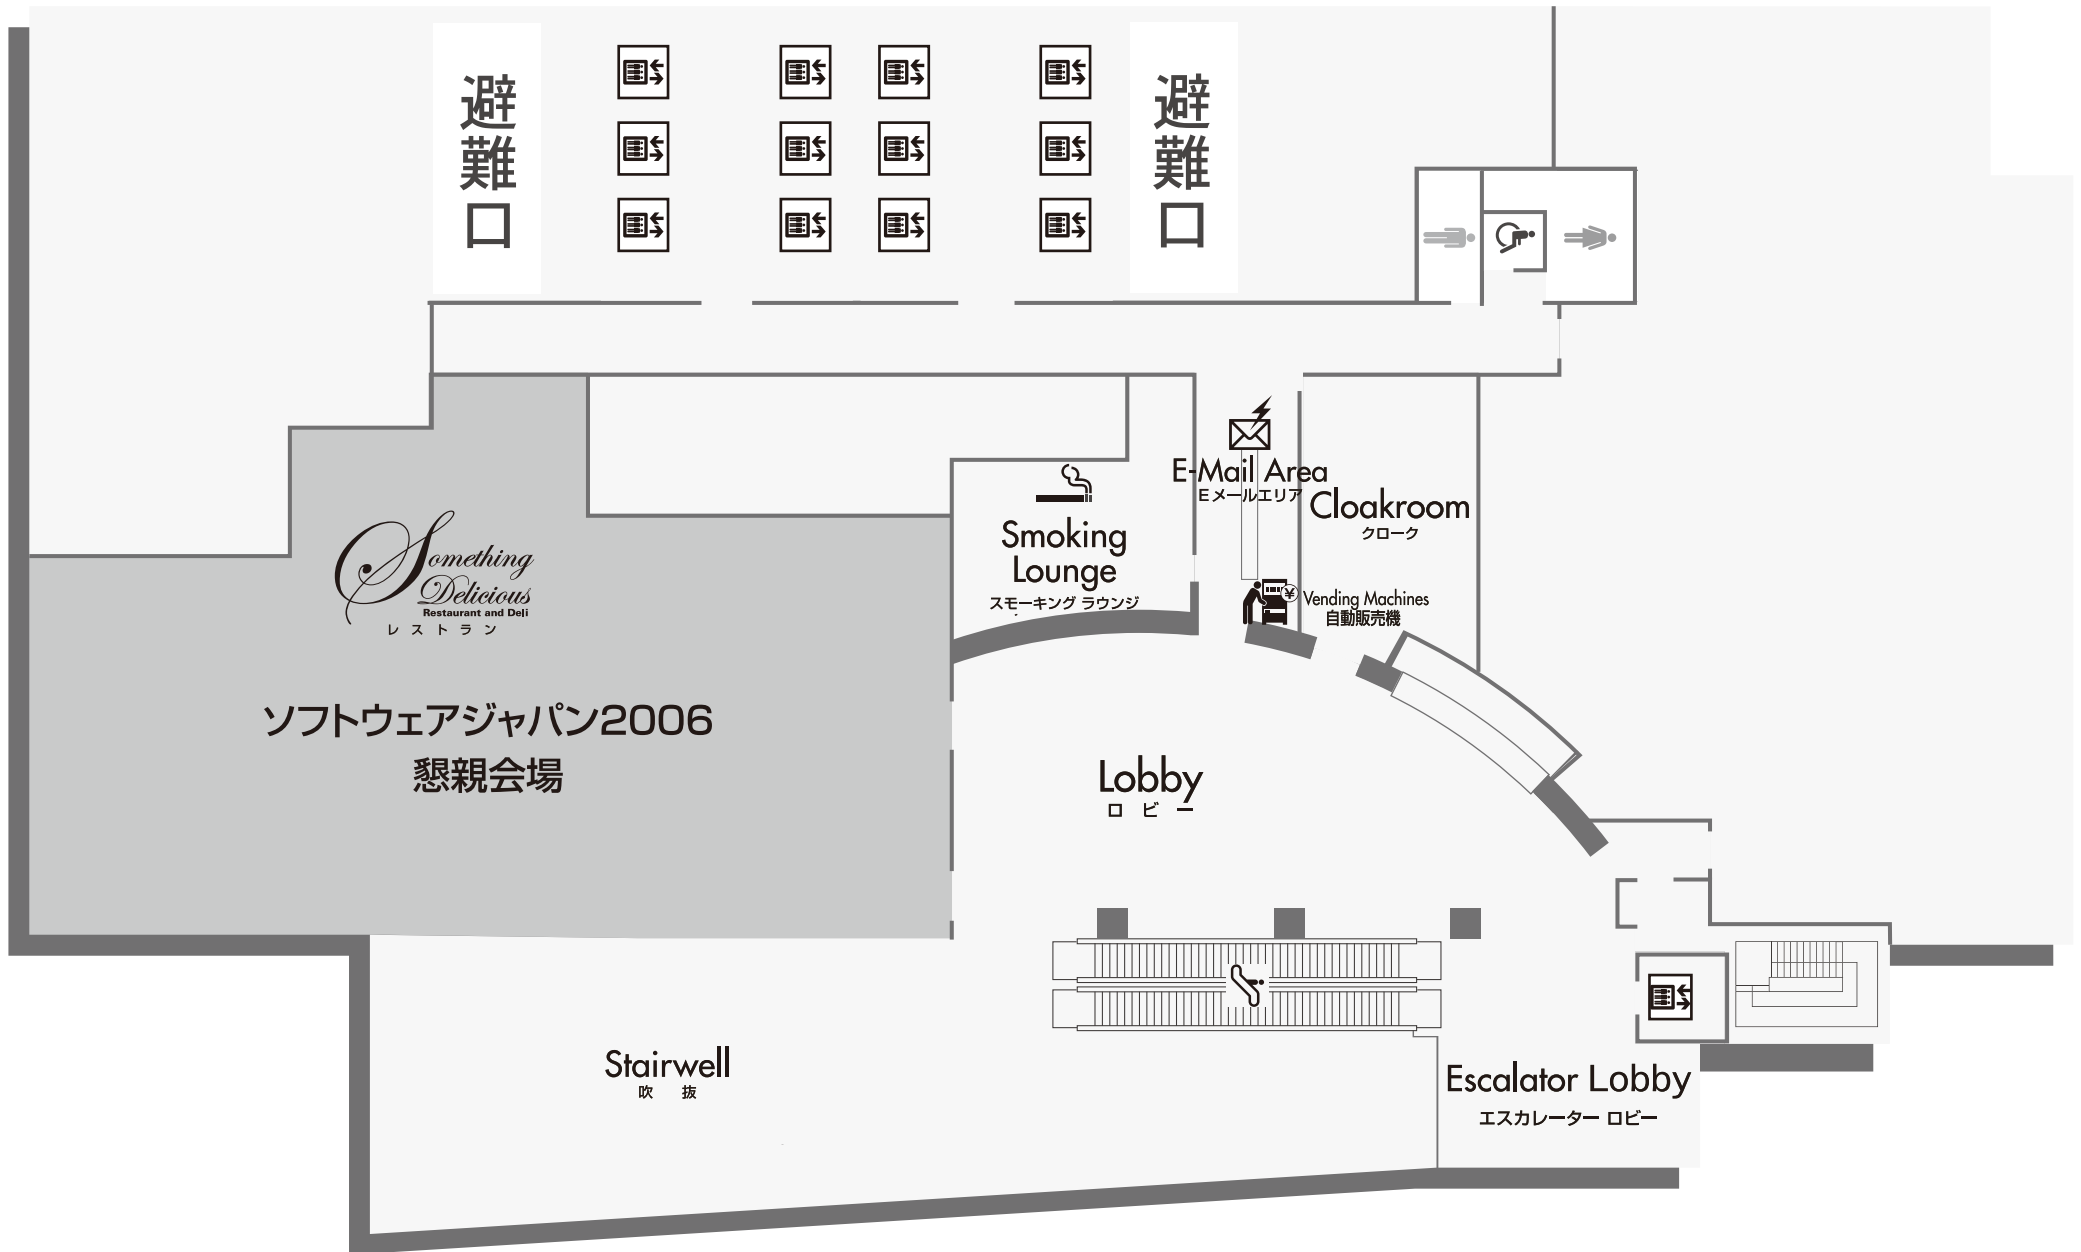 避難口
避難口
E-Mail Area
Eメールエリア
Cloakroom
クローク
Smoking
Lounge
スモーキング ラウンジ
Something
Delicious
Restaurant and Deli
レストラン
¥
Vending Machines
自動販売機
ソフトウェアジャパン2006
懇親会場
Lobby
ロビー
Stairwell
吹抜
Escalator Lobby
エスカレーター ロビー